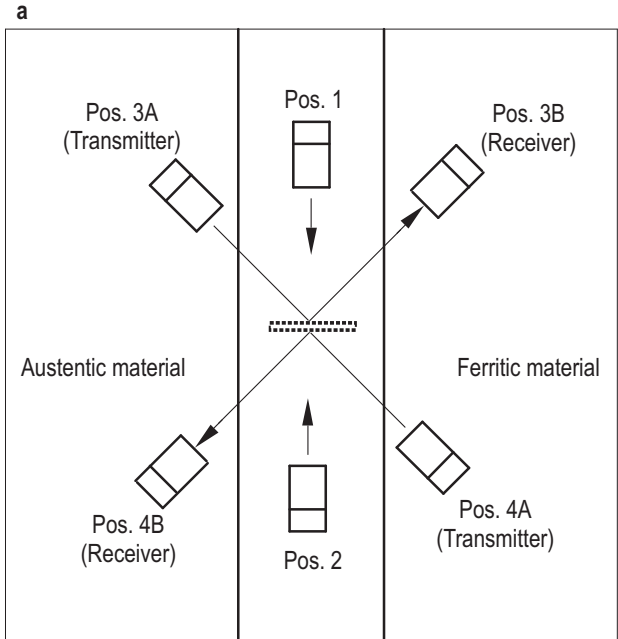 a
Pos. 3A
(Transmitter)
Pos. 1
Pos. 3B
(Receiver)
Austentic material
Ferritic material
Pos. 4B
(Receiver)
Pos. 2
Pos. 4A
(Transmitter)